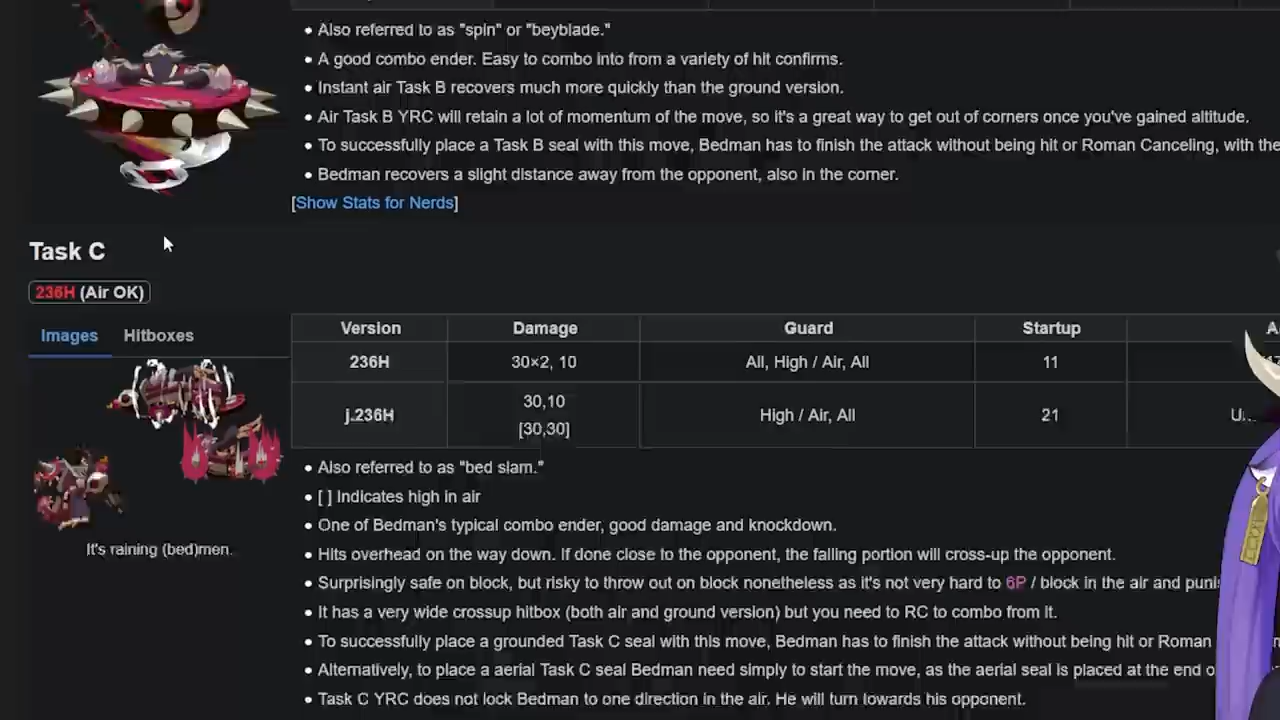 • Also referred to as "spin" or "beyblade."
• A good combo ender. Easy to combo into from a variety of hit confirms.
• Instant air Task B recovers much more quickly than the ground version.
• Air Task B YRC will retain a lot of momentum of the move, so it's a great way to get out of corners once you've gained altitude.
• To successfully place a Task B seal with this move, Bedman has to finish the attack without being hit or Roman Canceling, with the
• Bedman recovers a slight distance away from the opponent, also in the corner.
[Show Stats for Nerds]
Task C
236H (Air OK)
Images Hitboxes
Version Damage Guard Startup
236H 30×2, 10 All, High / Air, All 11
j.236H 30,10 [30,30] High / Air, All 21
It's raining (bed)men.
• Also referred to as "bed slam."
• [ ] Indicates high in air
• One of Bedman's typical combo ender, good damage and knockdown.
• Hits overhead on the way down. If done close to the opponent, the falling portion will cross-up the opponent.
• Surprisingly safe on block, but risky to throw out on block nonetheless as it's not very hard to 6P / block in the air and
• It has a very wide crossup hitbox (both air and ground version) but you need to RC to combo from it.
• To successfully place a grounded Task C seal with this move, Bedman has to finish the attack without being hit or Roman
• Alternatively, to place a aerial Task C seal Bedman need simply to start the move, as the aerial seal is placed at the end
• Task C YRC does not lock Bedman to one direction in the air. He will turn towards his opponent.